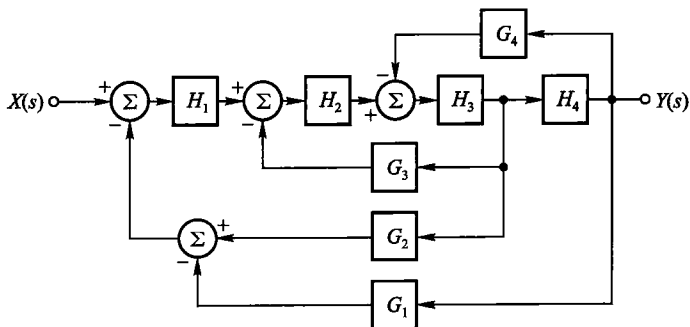 G₄
X(s) + Σ H₁ + Σ H₂ + − Σ H₃ H₄ Y(s)
− −
G₃
Σ + G₂
−
G₁